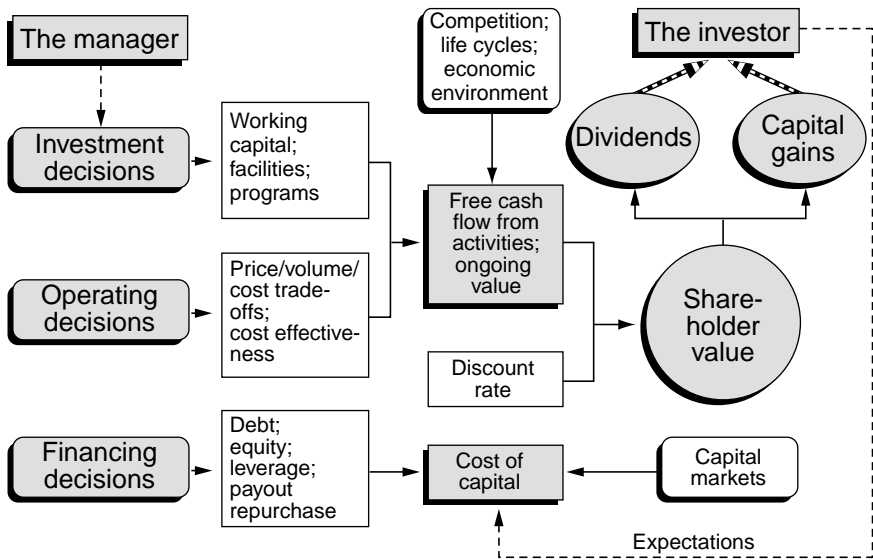 The manager
Competition;
life cycles;
economic
environment
The investor
Investment
decisions
Working
capital;
facilities;
programs
Dividends
Capital
gains
Free cash
flow from
activities;
ongoing
value
Operating
decisions
Price/volume/
cost trade-
offs;
cost effective-
ness
Share-
holder
value
Discount
rate
Financing
decisions
Debt;
equity;
leverage;
payout
repurchase
Cost of
capital
Capital
markets
Expectations